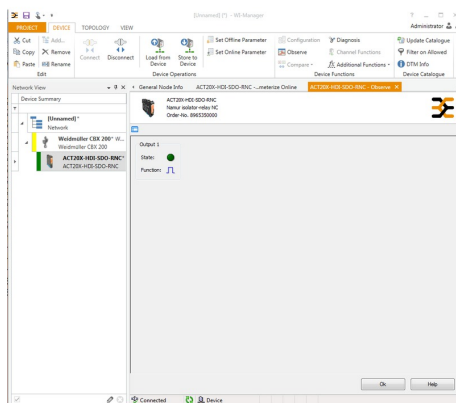 [Unnamed] (*) - WI-Manager
PROJECT DEVICE TOPOLOGY VIEW Administrator
Cut Add...
Copy Remove
Paste Rename
Edit
Connect Disconnect
Load from Device
Store to Device
Set Offline Parameter
Set Online Parameter
Device Operations
Configuration Diagnosis
Observe Channel Functions
Compare Additional Functions
Device Functions
Update Catalogue
Filter on Allowed
DTM Info
Device Catalogue
Network View
General Node Info ACT20X-HDI-SDO-RNC -...meterize Online ACT20X-HDI-SDO-RNC - Observe
Device Summary
[Unnamed]*
Network
Weidmüller CBX 200* W...
Weidmüller CBX 200
ACT20X-HDI-SDO-RNC*
ACT20X-HDI-SDO-RNC
ACT20X-HDI-SDO-RNC
Namur isolator-relay NC
Order-No. 8965350000
Output 1
State:
Function:
Ok Help
Connected Device